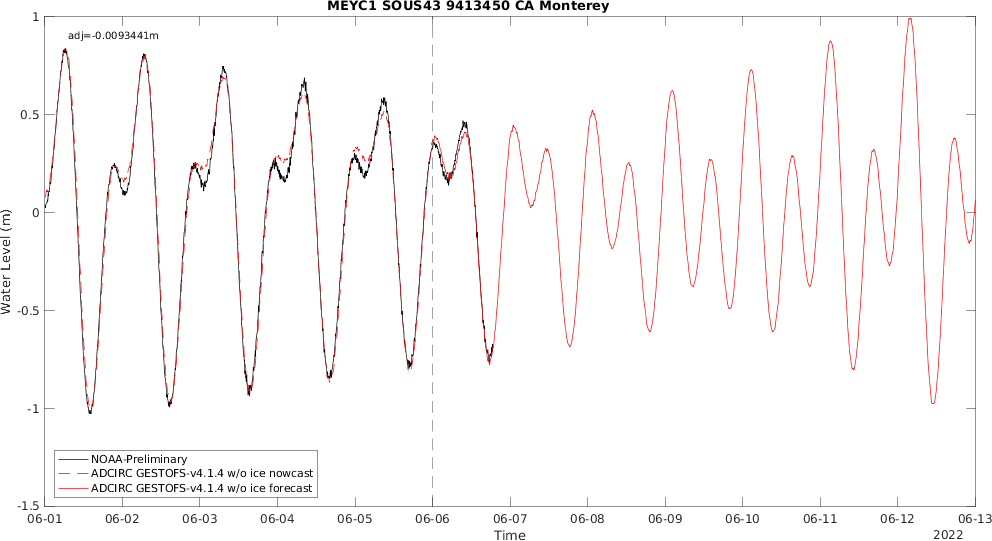 MEYC1 SOUS43 9413450 CA Monterey
adj=-0.0093441m
1
0.5
0
-0.5
-1
-1.5
Water Level (m)
NOAA-Preliminary
ADCIRC GESTOFS-v4.1.4 w/o ice nowcast
ADCIRC GESTOFS-v4.1.4 w/o ice forecast
06-01 06-02 06-03 06-04 06-05 06-06 06-07 06-08 06-09 06-10 06-11 06-12 06-13
Time
2022